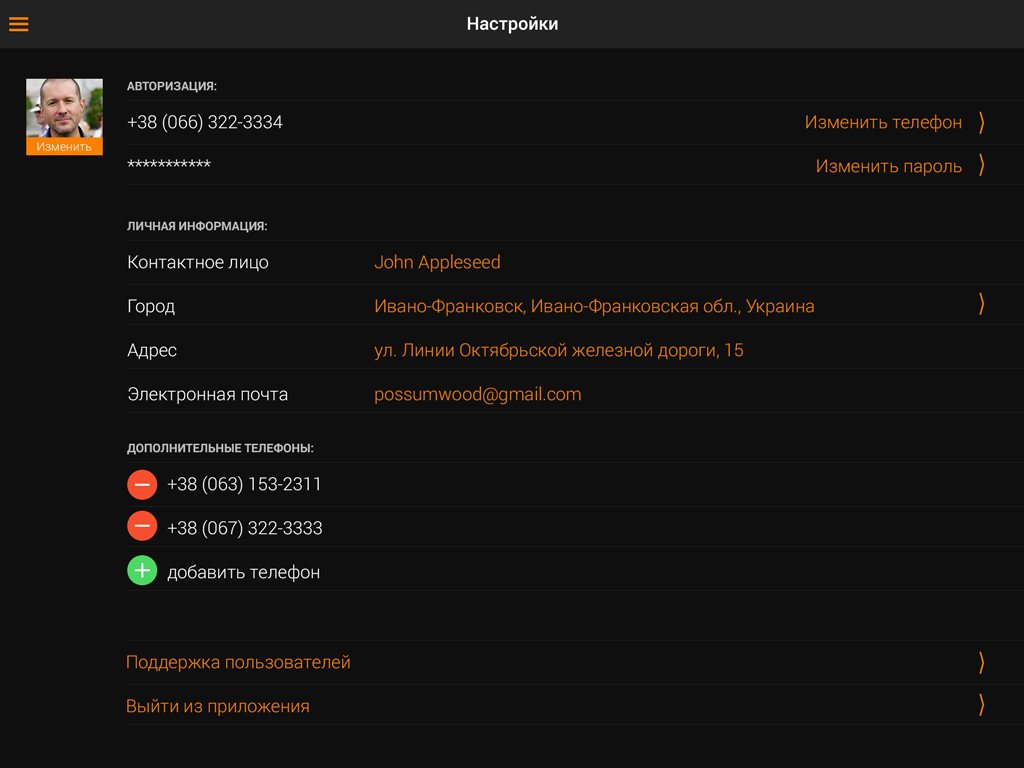 Настройки
Изменить
АВТОРИЗАЦИЯ:
+38 (066) 322-3334 Изменить телефон
*********** Изменить пароль
ЛИЧНАЯ ИНФОРМАЦИЯ:
Контактное лицо John Appleseed
Город Ивано-Франковск, Ивано-Франковская обл., Украина
Адрес ул. Линии Октябрьской железной дороги, 15
Электронная почта possumwood@gmail.com
ДОПОЛНИТЕЛЬНЫЕ ТЕЛЕФОНЫ:
+38 (063) 153-2311
+38 (067) 322-3333
добавить телефон
Поддержка пользователей
Выйти из приложения